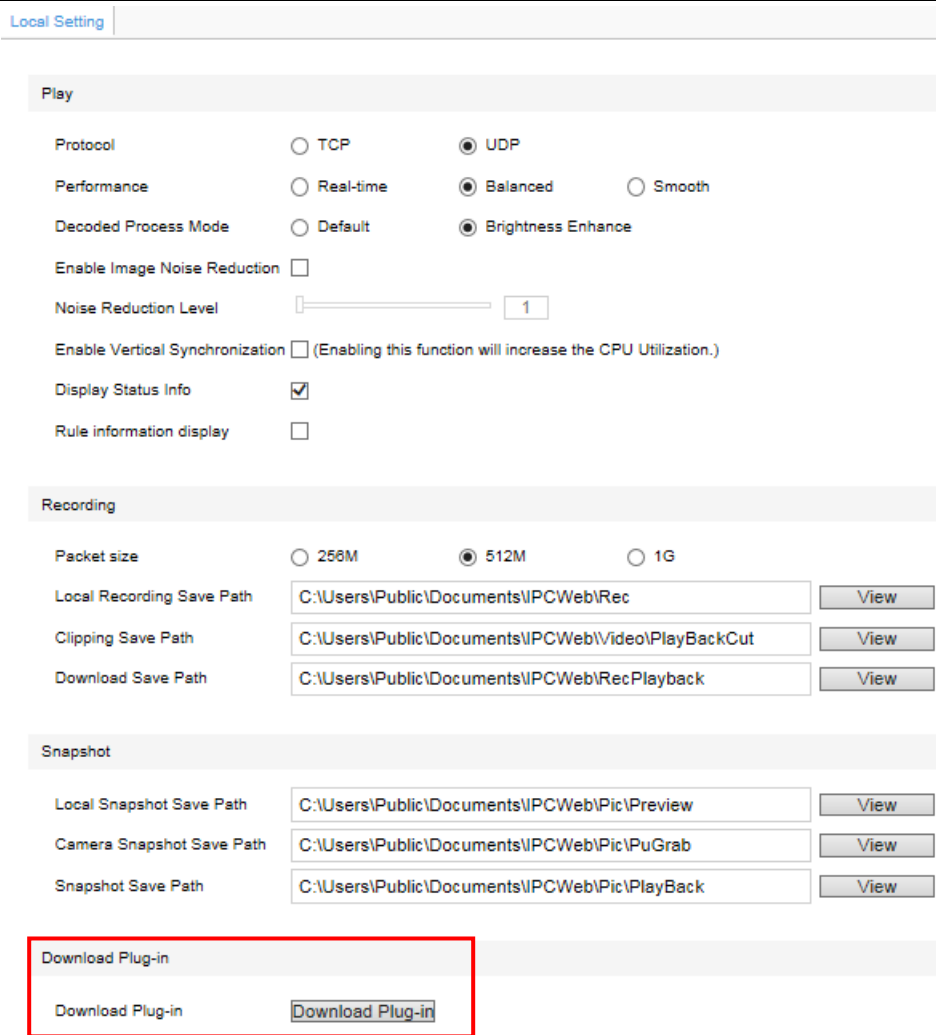 Local Setting
Play
Protocol TCP UDP
Performance Real-time Balanced Smooth
Decoded Process Mode Default Brightness Enhance
Enable Image Noise Reduction
Noise Reduction Level 1
Enable Vertical Synchronization (Enabling this function will increase the CPU Utilization.)
Display Status Info
Rule information display
Recording
Packet size 256M 512M 1G
Local Recording Save Path C:\Users\Public\Documents\IPCWeb\Rec View
Clipping Save Path C:\Users\Public\Documents\IPCWeb\Video\PlayBackCut View
Download Save Path C:\Users\Public\Documents\IPCWeb\RecPlayback View
Snapshot
Local Snapshot Save Path C:\Users\Public\Documents\IPCWeb\Pic\Preview View
Camera Snapshot Save Path C:\Users\Public\Documents\IPCWeb\Pic\PuGrab View
Snapshot Save Path C:\Users\Public\Documents\IPCWeb\Pic\PlayBack View
Download Plug-in
Download Plug-in Download Plug-in